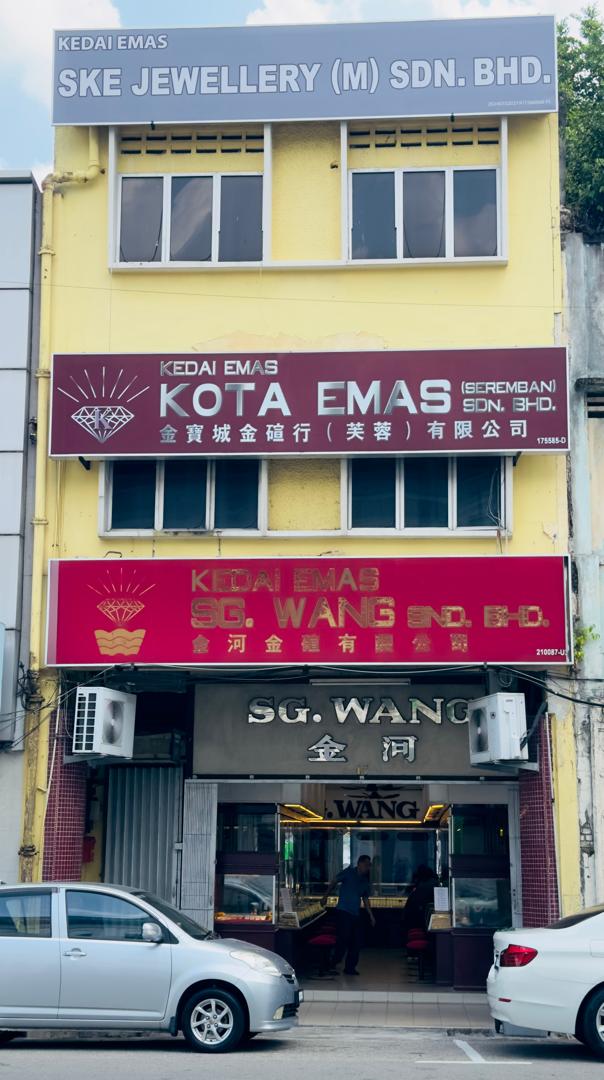 KEDAI EMAS
SKE JEWELLERY (M) SDN. BHD.
KEDAI EMAS
KOTA EMAS (SEREMBAN) SDN. BHD.
金寶城金磘行（芙蓉）有限公司
175585-D
K
KEDAI EMAS
SG. WANG SND. BHD.
金河金磘有限公司
210087-U
SG. WANG
金河
G. WANG